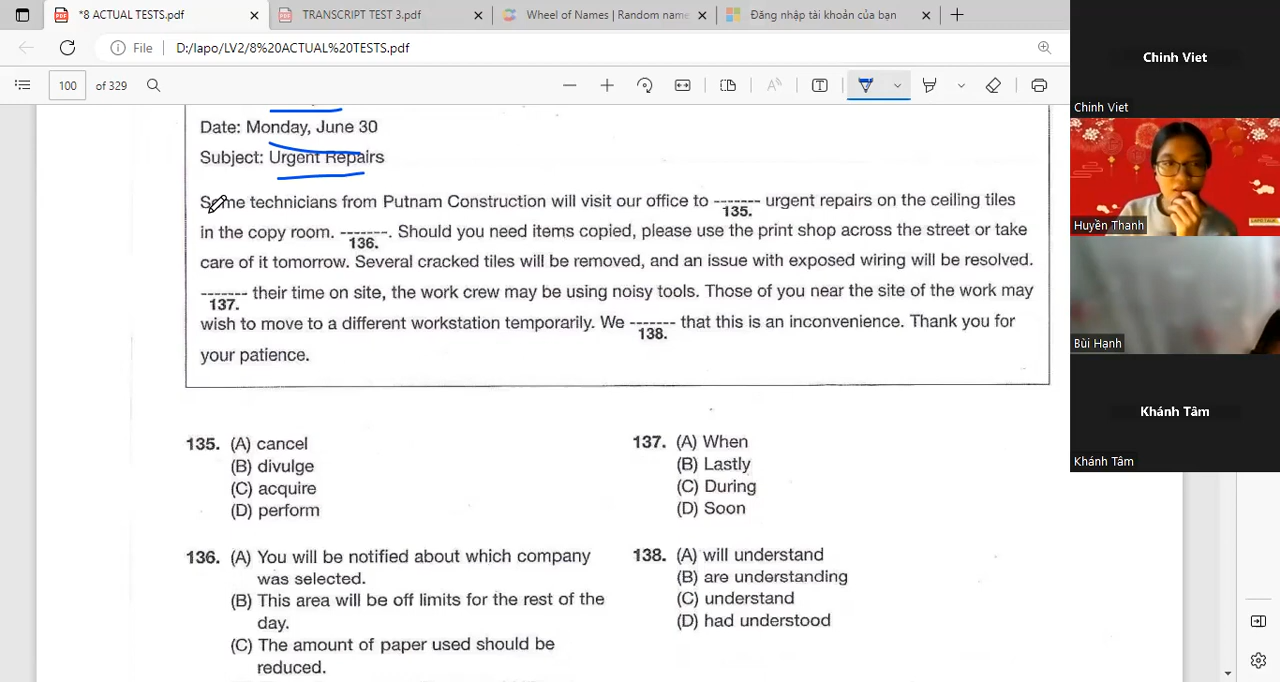 *8 ACTUAL TESTS.pdf
TRANSCRIPT TEST 3.pdf
Wheel of Names | Random name
Đăng nhập tài khoản của bạn
File
D:/lapo/LV2/8%20ACTUAL%20TESTS.pdf
100 of 329
Date: Monday, June 30
Subject: Urgent Repairs
Some technicians from Putnam Construction will visit our office to ------- urgent repairs on the ceiling tiles
135.
in the copy room. -------. Should you need items copied, please use the print shop across the street or take
136.
care of it tomorrow. Several cracked tiles will be removed, and an issue with exposed wiring will be resolved.
------- their time on site, the work crew may be using noisy tools. Those of you near the site of the work may
137.
wish to move to a different workstation temporarily. We ------- that this is an inconvenience. Thank you for
138.
your patience.
135. (A) cancel
(B) divulge
(C) acquire
(D) perform
136. (A) You will be notified about which company
was selected.
(B) This area will be off limits for the rest of the
day.
(C) The amount of paper used should be
reduced.
137. (A) When
(B) Lastly
(C) During
(D) Soon
138. (A) will understand
(B) are understanding
(C) understand
(D) had understood
Chinh Viet
Chinh Viet
Huyền Thanh
Bùi Hạnh
Khánh Tâm
Khánh Tâm